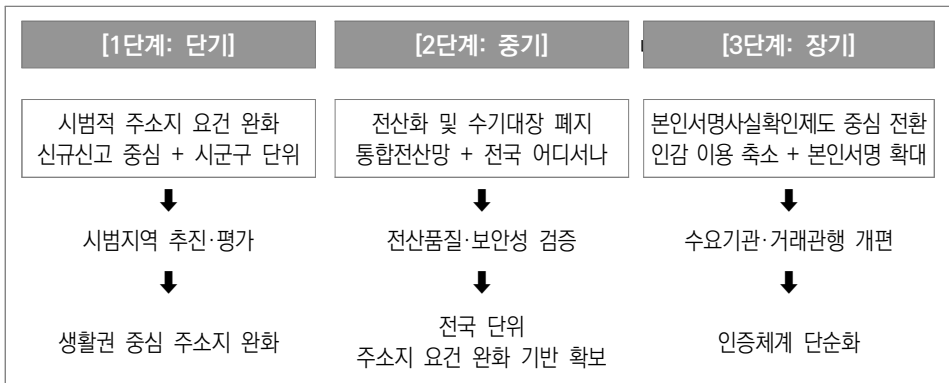 [1단계: 단기]
시범적 주소지 요건 완화
신규신고 중심 + 시군구 단위
시범지역 추진·평가
생활권 중심 주소지 완화
[2단계: 중기]
전산화 및 수기대장 폐지
통합전산망 + 전국 어디서나
전산품질·보안성 검증
전국 단위
주소지 요건 완화 기반 확보
[3단계: 장기]
본인서명사실확인제도 중심 전환
인감 이용 축소 + 본인서명 확대
수요기관·거래관행 개편
인증체계 단순화